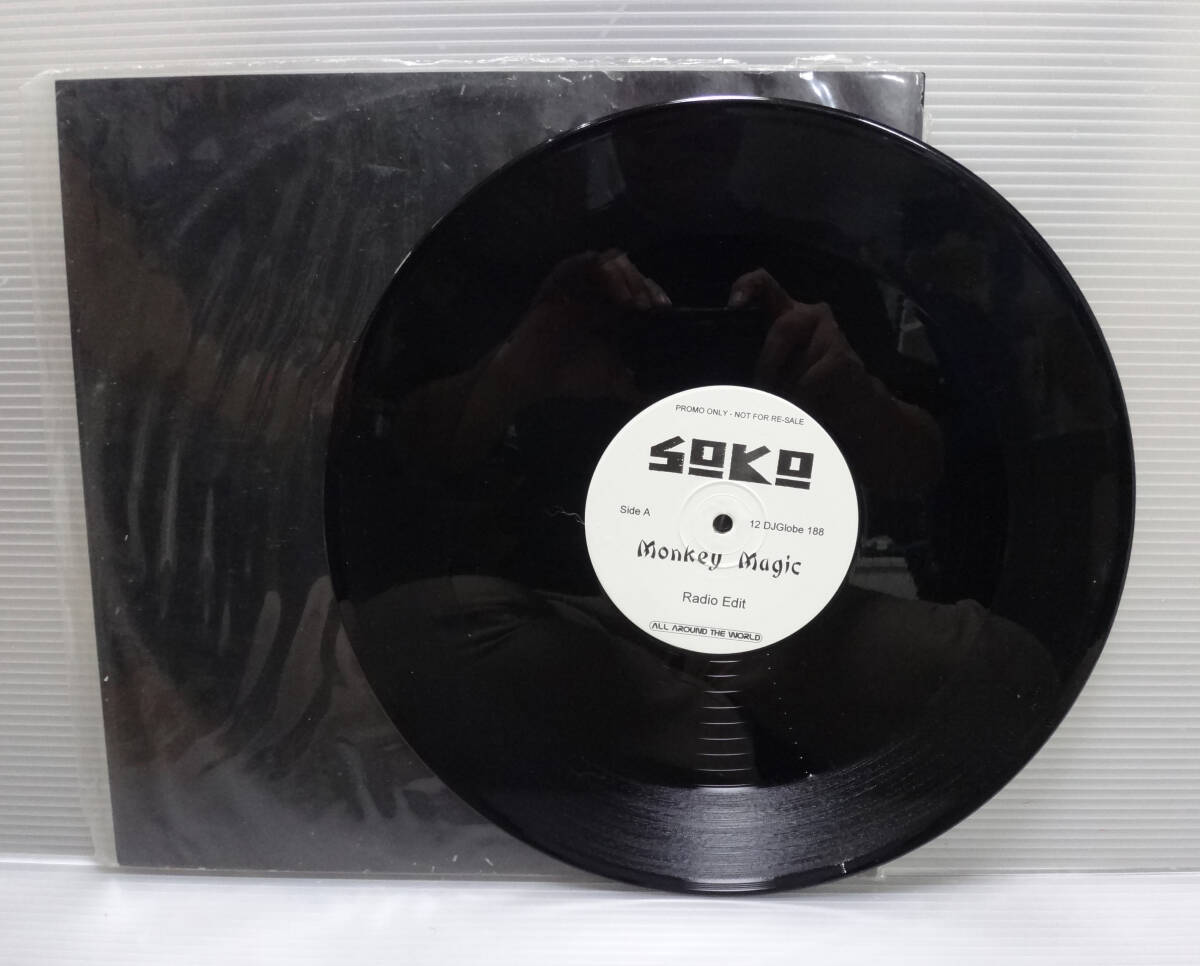 PROMO ONLY - NOT FOR RE-SALE
SOKO
Side A
12 DJGlobe 188
Monkey Magic
Radio Edit
ALL AROUND THE WORLD